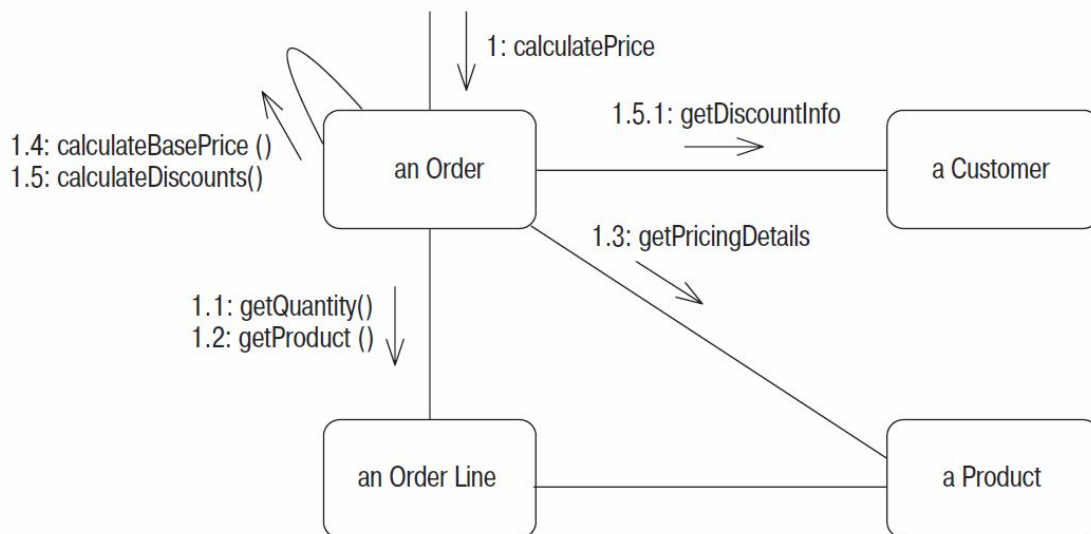 1: calculatePrice
1.5.1: getDiscountInfo
1.4: calculateBasePrice ()
1.5: calculateDiscounts()
an Order
a Customer
1.3: getPricingDetails
1.1: getQuantity()
1.2: getProduct ()
an Order Line
a Product